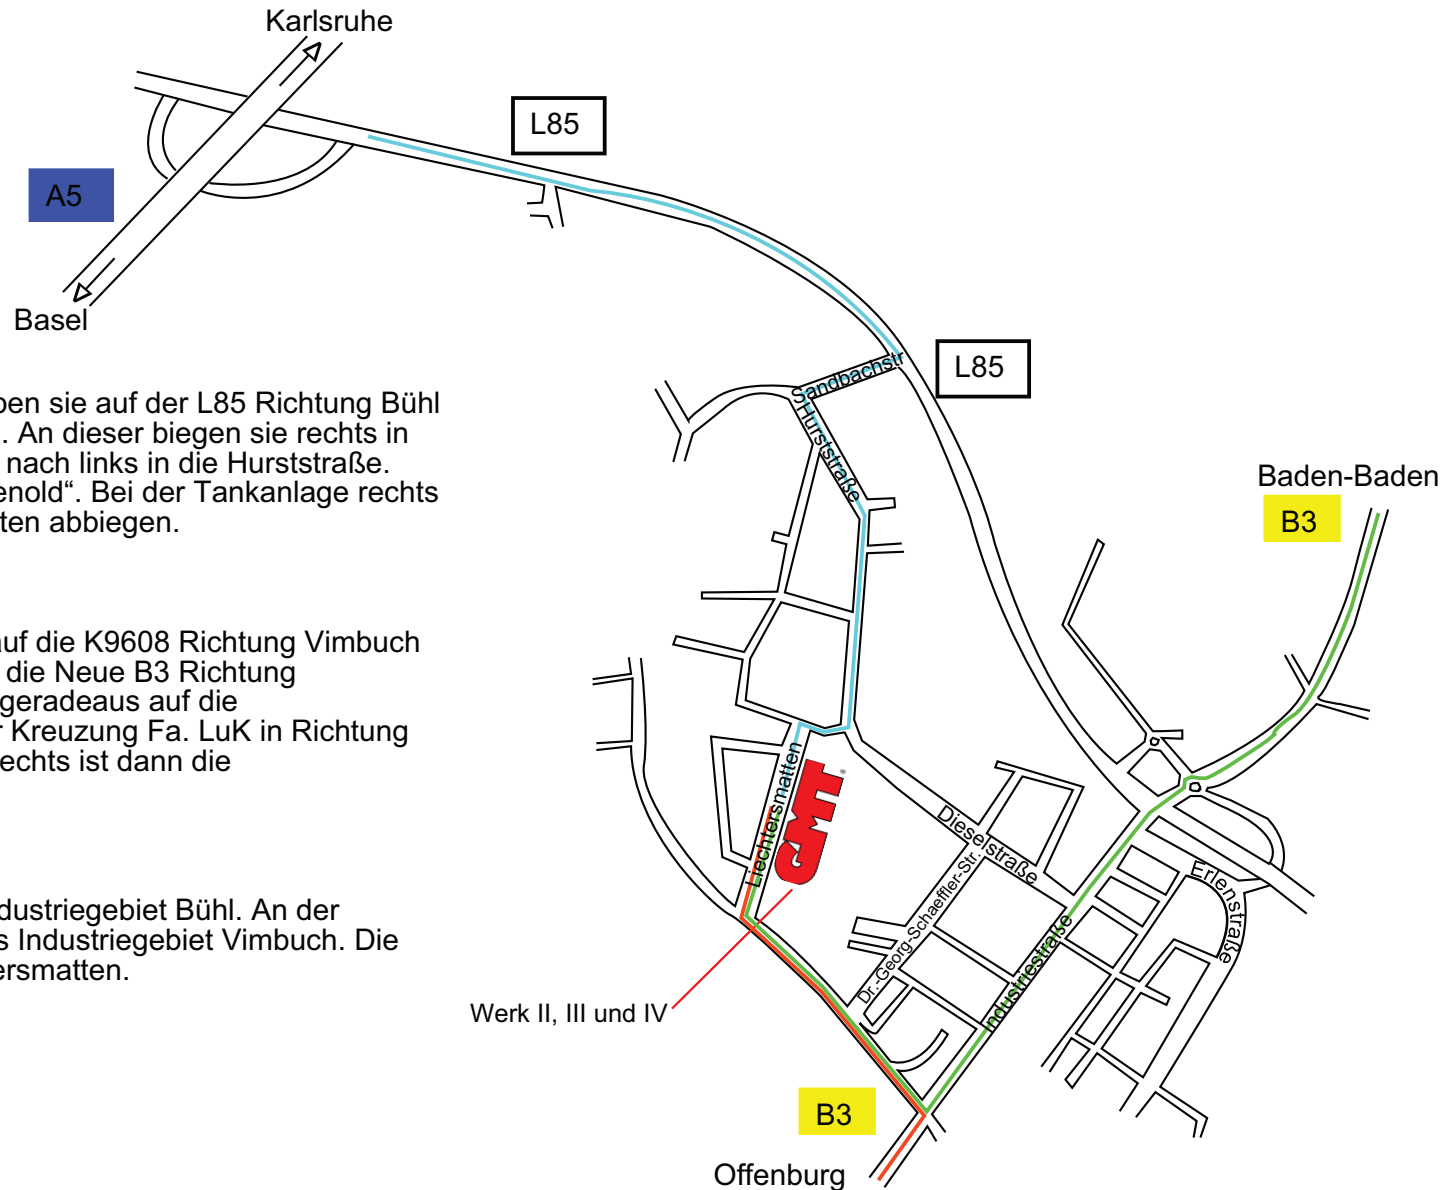 Karlsruhe
L85
A5
Basel
Sandbachstr
L85
ben sie auf der L85 Richtung Bühl
. An dieser biegen sie rechts in
nach links in die Hurststraße.
enold“. Bei der Tankanlage rechts
ten abbiegen.
Hurststraße
Baden-Baden
B3
auf die K9608 Richtung Vimbuch
die Neue B3 Richtung
geradeaus auf die
r Kreuzung Fa. LuK in Richtung
echts ist dann die
Liechtersmatten
GMT
®
Dieselstraße
Dr.-Georg-Schaeffler-Str.
Erlenstraße
Industriestraße
dustriegebiet Bühl. An der
s Industriegebiet Vimbuch. Die
ersmatten.
Werk II, III und IV
B3
Offenburg